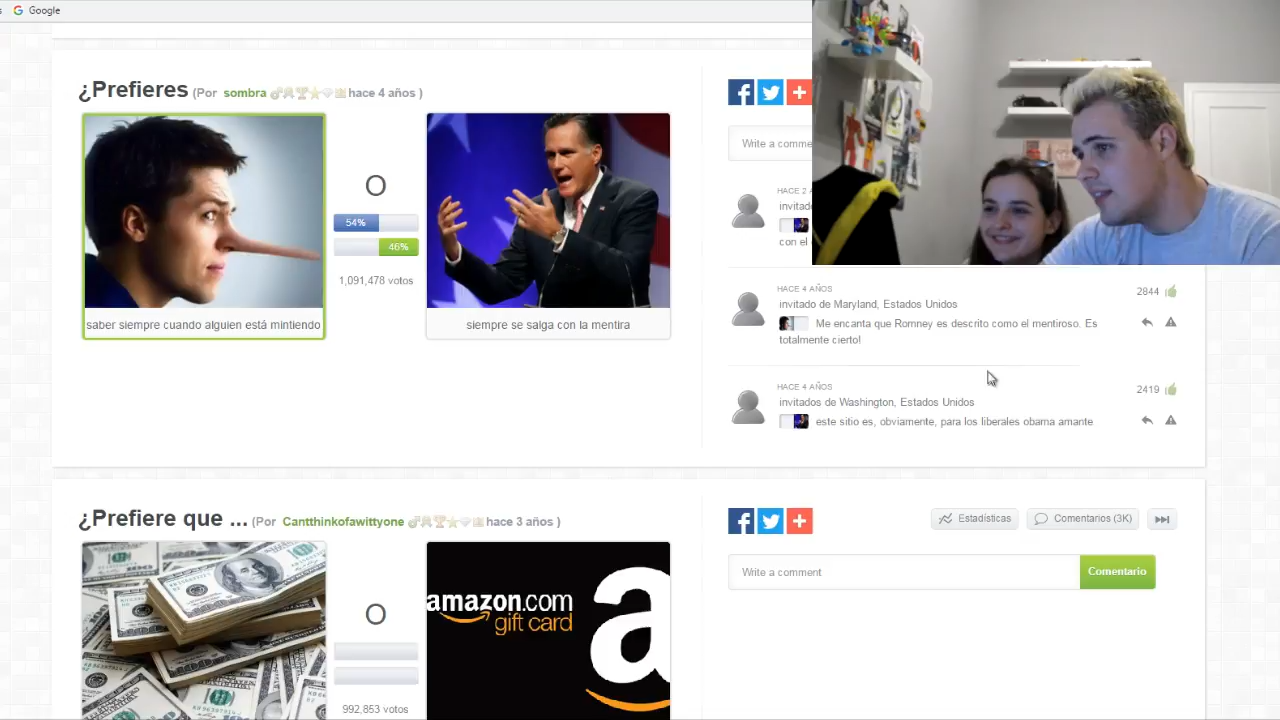 Google
¿Prefieres (Por sombra hace 4 años )
O
54%
46%
1,091,478 votos
saber siempre cuando alguien está mintiendo
siempre se salga con la mentira
Write a comme
HACE 2 A
invitado
con el
HACE 4 AÑOS
invitado de Maryland, Estados Unidos
2844
Me encanta que Romney es descrito como el mentiroso. Es
totalmente cierto!
HACE 4 AÑOS
invitados de Washington, Estados Unidos
2419
este sitio es, obviamente, para los liberales obama amante
¿Prefiere que ... (Por Cantthinkofawittyone hace 3 años )
O
992,853 votos
amazon.com
gift card
a
Estadísticas
Comentarios (3K)
Write a comment
Comentario